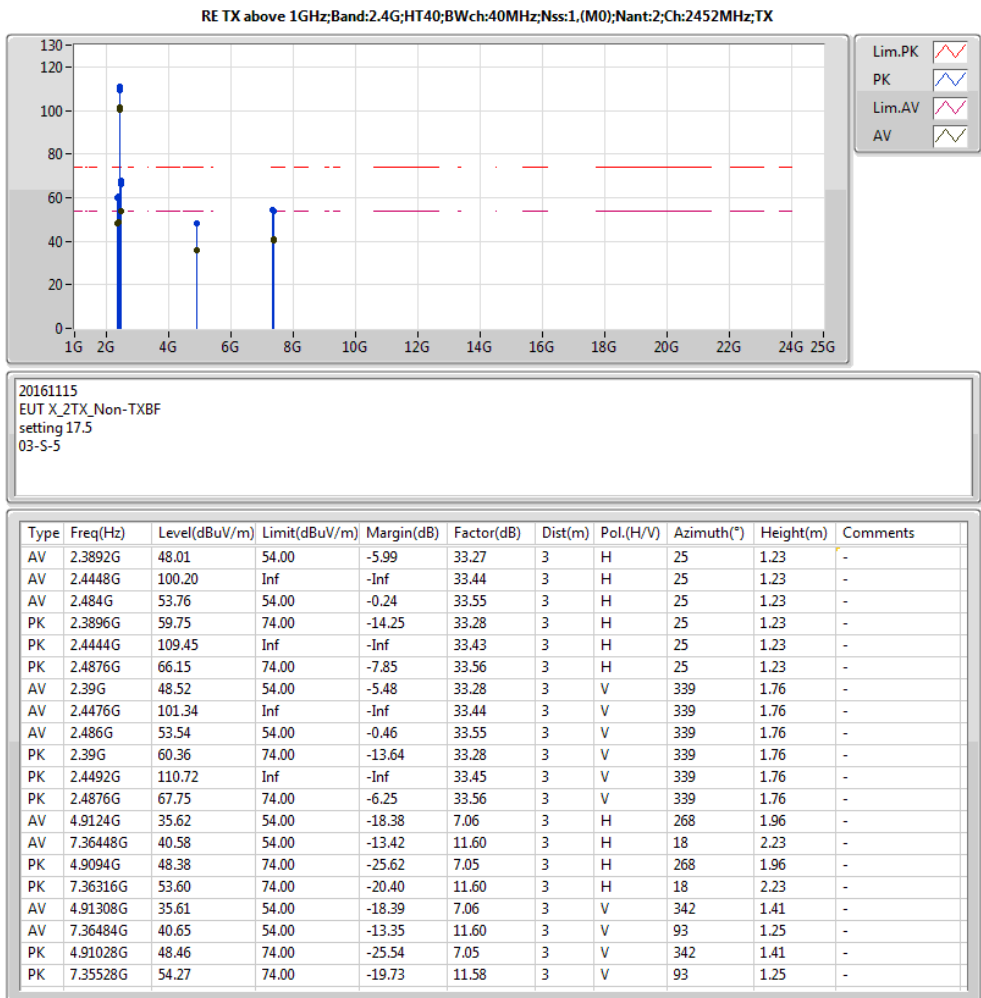 RE TX above 1GHz;Band:2.4G;HT40;BWch:40MHz;Nss:1,(M0);Nant:2;Ch:2452MHz;TX
130
120
100
80
60
40
20
0
1G 2G 4G 6G 8G 10G 12G 14G 16G 18G 20G 22G 24G 25G
Lim.PK
PK
Lim.AV
AV
20161115
EUT X_2TX_Non-TXBF
setting 17.5
03-S-5
Type Freq(Hz) Level(dBuV/m) Limit(dBuV/m) Margin(dB) Factor(dB) Dist(m) Pol.(H/V) Azimuth(°) Height(m) Comments
AV 2.3892G 48.01 54.00 -5.99 33.27 3 H 25 1.23 -
AV 2.4448G 100.20 Inf -Inf 33.44 3 H 25 1.23 -
AV 2.484G 53.76 54.00 -0.24 33.55 3 H 25 1.23 -
PK 2.3896G 59.75 74.00 -14.25 33.28 3 H 25 1.23 -
PK 2.4444G 109.45 Inf -Inf 33.43 3 H 25 1.23 -
PK 2.4876G 66.15 74.00 -7.85 33.56 3 H 25 1.23 -
AV 2.39G 48.52 54.00 -5.48 33.28 3 V 339 1.76 -
AV 2.4476G 101.34 Inf -Inf 33.44 3 V 339 1.76 -
AV 2.486G 53.54 54.00 -0.46 33.55 3 V 339 1.76 -
PK 2.39G 60.36 74.00 -13.64 33.28 3 V 339 1.76 -
PK 2.4492G 110.72 Inf -Inf 33.45 3 V 339 1.76 -
PK 2.4876G 67.75 74.00 -6.25 33.56 3 V 339 1.76 -
AV 4.9124G 35.62 54.00 -18.38 7.06 3 H 268 1.96 -
AV 7.36448G 40.58 54.00 -13.42 11.60 3 H 18 2.23 -
PK 4.9094G 48.38 74.00 -25.62 7.05 3 H 268 1.96 -
PK 7.36316G 53.60 74.00 -20.40 11.60 3 H 18 2.23 -
AV 4.91308G 35.61 54.00 -18.39 7.06 3 V 342 1.41 -
AV 7.36484G 40.65 54.00 -13.35 11.60 3 V 93 1.25 -
PK 4.91028G 48.46 74.00 -25.54 7.05 3 V 342 1.41 -
PK 7.35528G 54.27 74.00 -19.73 11.58 3 V 93 1.25 -